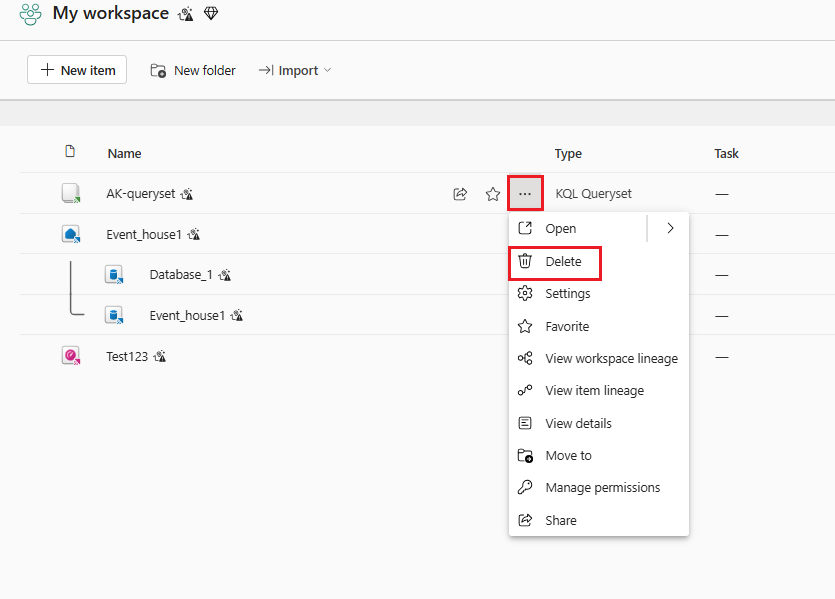 My workspace
New item New folder Import
Name Type Task
AK-queryset ... KQL Queryset —
Event_house1 —
Database_1 —
Event_house1 —
Test123 —
Open
Delete
Settings
Favorite
View workspace lineage
View item lineage
View details
Move to
Manage permissions
Share